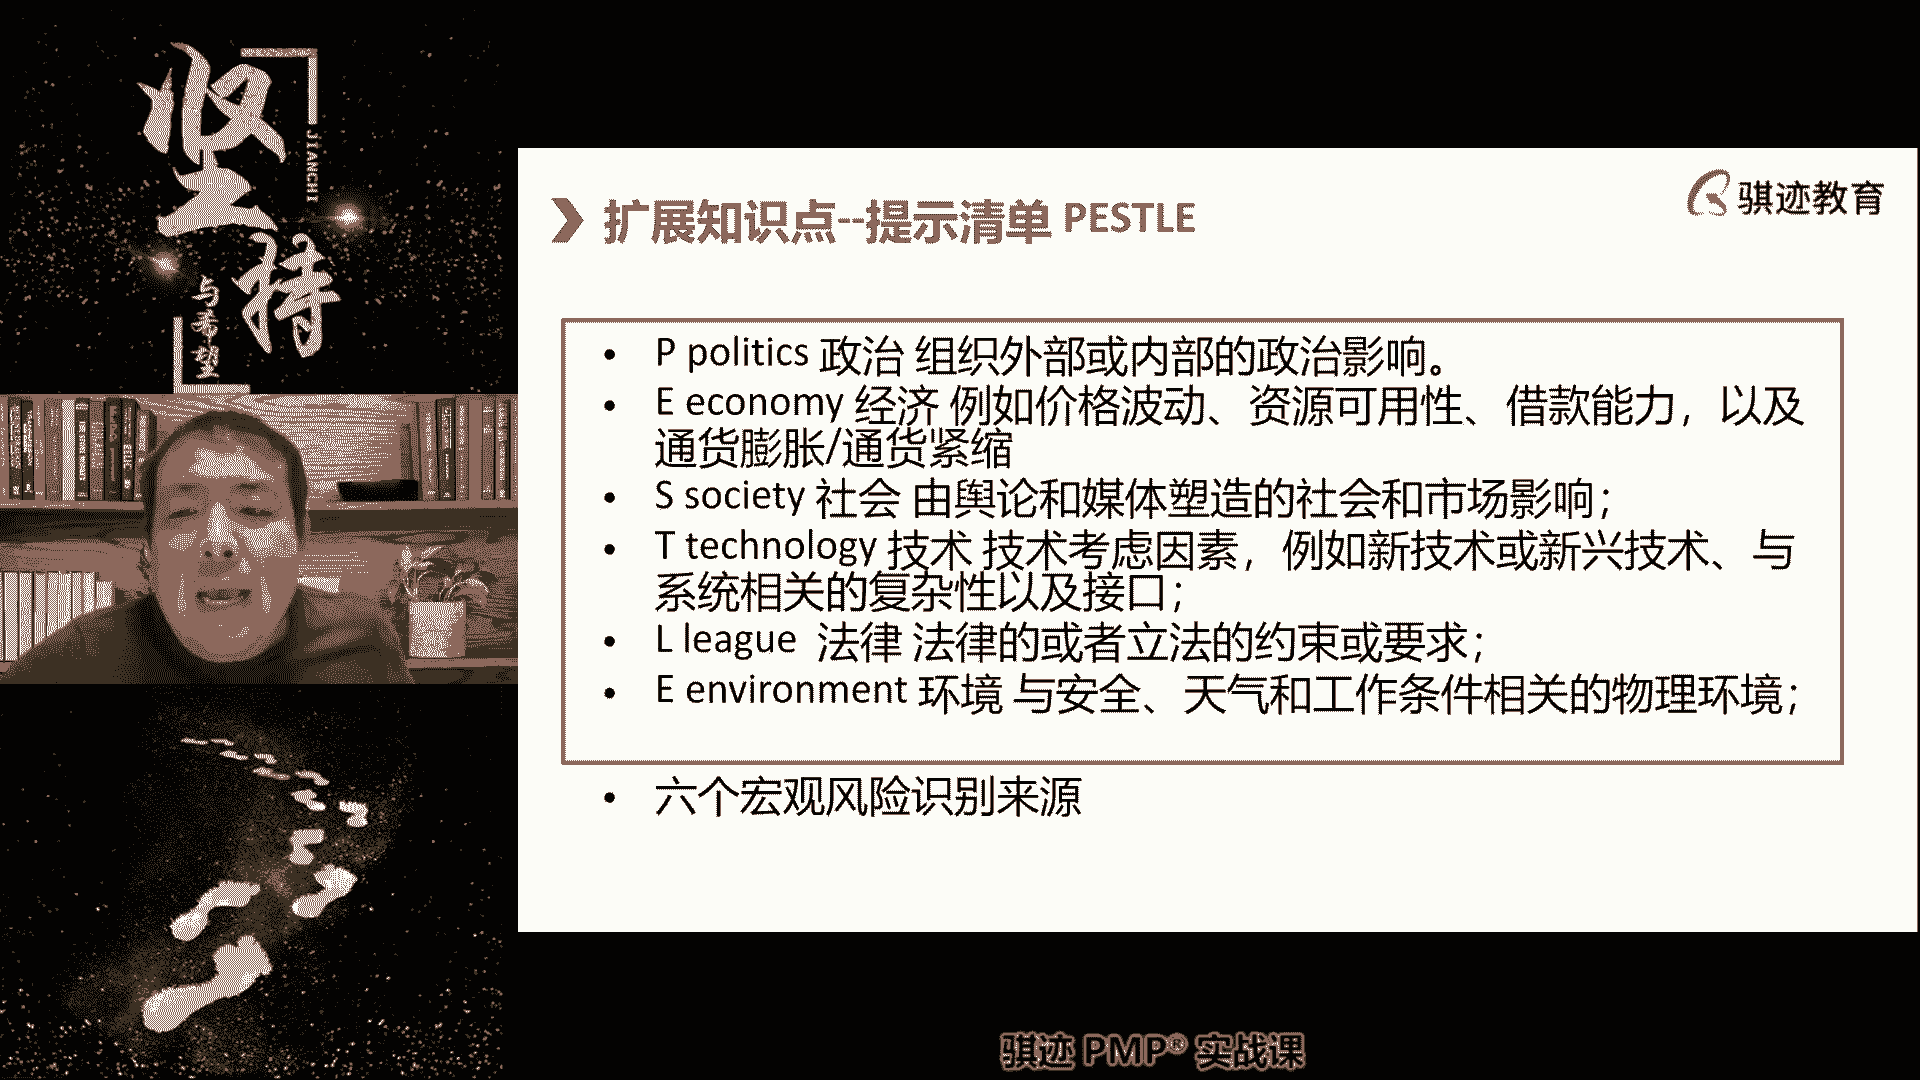 坚持
JIANCHI
与希望
骐迹教育
扩展知识点--提示清单 PESTLE
• P politics 政治 组织外部或内部的政治影响。
• E economy 经济 例如价格波动、资源可用性、借款能力，以及
通货膨胀/通货紧缩
• S society 社会 由舆论和媒体塑造的社会和市场影响；
• T technology 技术 技术考虑因素，例如新技术或新兴技术、与
系统相关的复杂性以及接口；
• L league 法律 法律的或者立法的约束或要求；
• E environment 环境 与安全、天气和工作条件相关的物理环境；
• 六个宏观风险识别来源
骐迹 PMP® 实战课